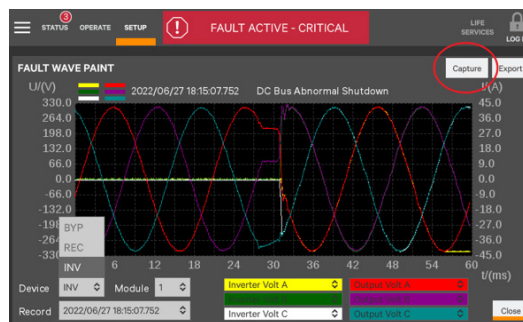 3
STATUS OPERATE SETUP FAULT ACTIVE - CRITICAL LIFE SERVICES
FAULT WAVE PAINT Capture Export
U/(V) 2022/06/27 18:15:07.752 DC Bus Abnormal Shutdown
330.0 45.0
264.0 36.0
198.0 27.0
132.0 18.0
66.0 9.0
0.0 0.0
-66.0 -9.0
-132.0 -18.0
-27.0
-36.0
-45.0
BYP
REC
INV
6 12 18 24 30 36 42 48 54 60
t/(ms)
Device INV Module 1 Inverter Volt A Output Volt A
Inverter Volt B Output Volt B
Record 2022/06/27 18:15:07.752 Inverter Volt C Output Volt C Close